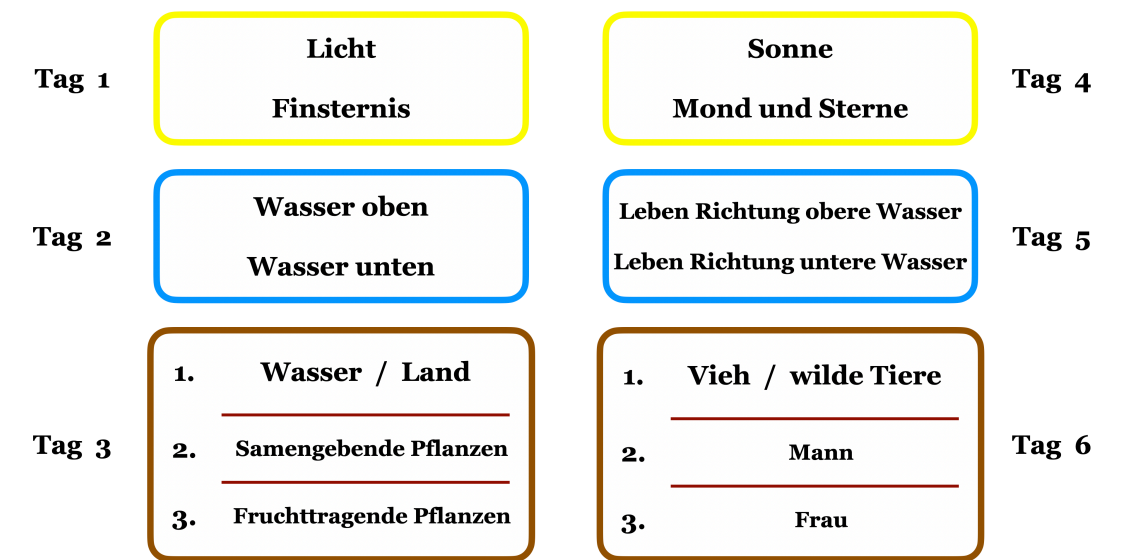 Tag 1
Licht
Finsternis
Sonne
Mond und Sterne
Tag 4
Tag 2
Wasser oben
Wasser unten
Leben Richtung obere Wasser
Leben Richtung untere Wasser
Tag 5
Tag 3
1. Wasser / Land
2. Samengebende Pflanzen
3. Fruchttragende Pflanzen
1. Vieh / wilde Tiere
2. Mann
3. Frau
Tag 6